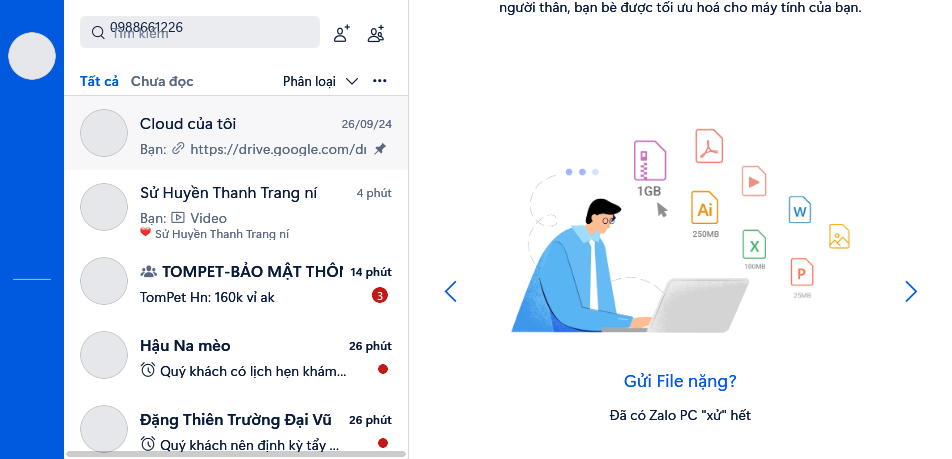 người thân, bạn bè được tối ưu hoá cho máy tính của bạn.
0988661226
Tìm kiếm
Tất cả Chưa đọc Phân loại
Cloud của tôi 26/09/24
Bạn: https://drive.google.com/dr
Sử Huyền Thanh Trang ní 4 phút
Bạn: Video
Sử Huyền Thanh Trang ní
TOMPET-BẢO MẬT THÔN 14 phút
TomPet Hn: 160k vỉ ak 3
Hậu Na mèo 26 phút
Quý khách có lịch hẹn khám...
Đặng Thiên Trường Đại Vũ 26 phút
Quý khách nên định kỳ tẩy ...
1GB
Ai
250MB
W
X
100MB
P
25MB
Gửi File nặng?
Đã có Zalo PC "xử" hết